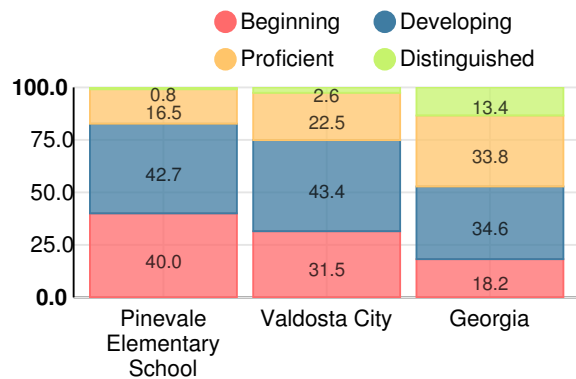 Beginning Developing
Proficient Distinguished
100.0
75.0
50.0
25.0
0.0
0.8
16.5
42.7
40.0
2.6
22.5
43.4
31.5
13.4
33.8
34.6
18.2
Pinevale
Elementary
School
Valdosta City
Georgia